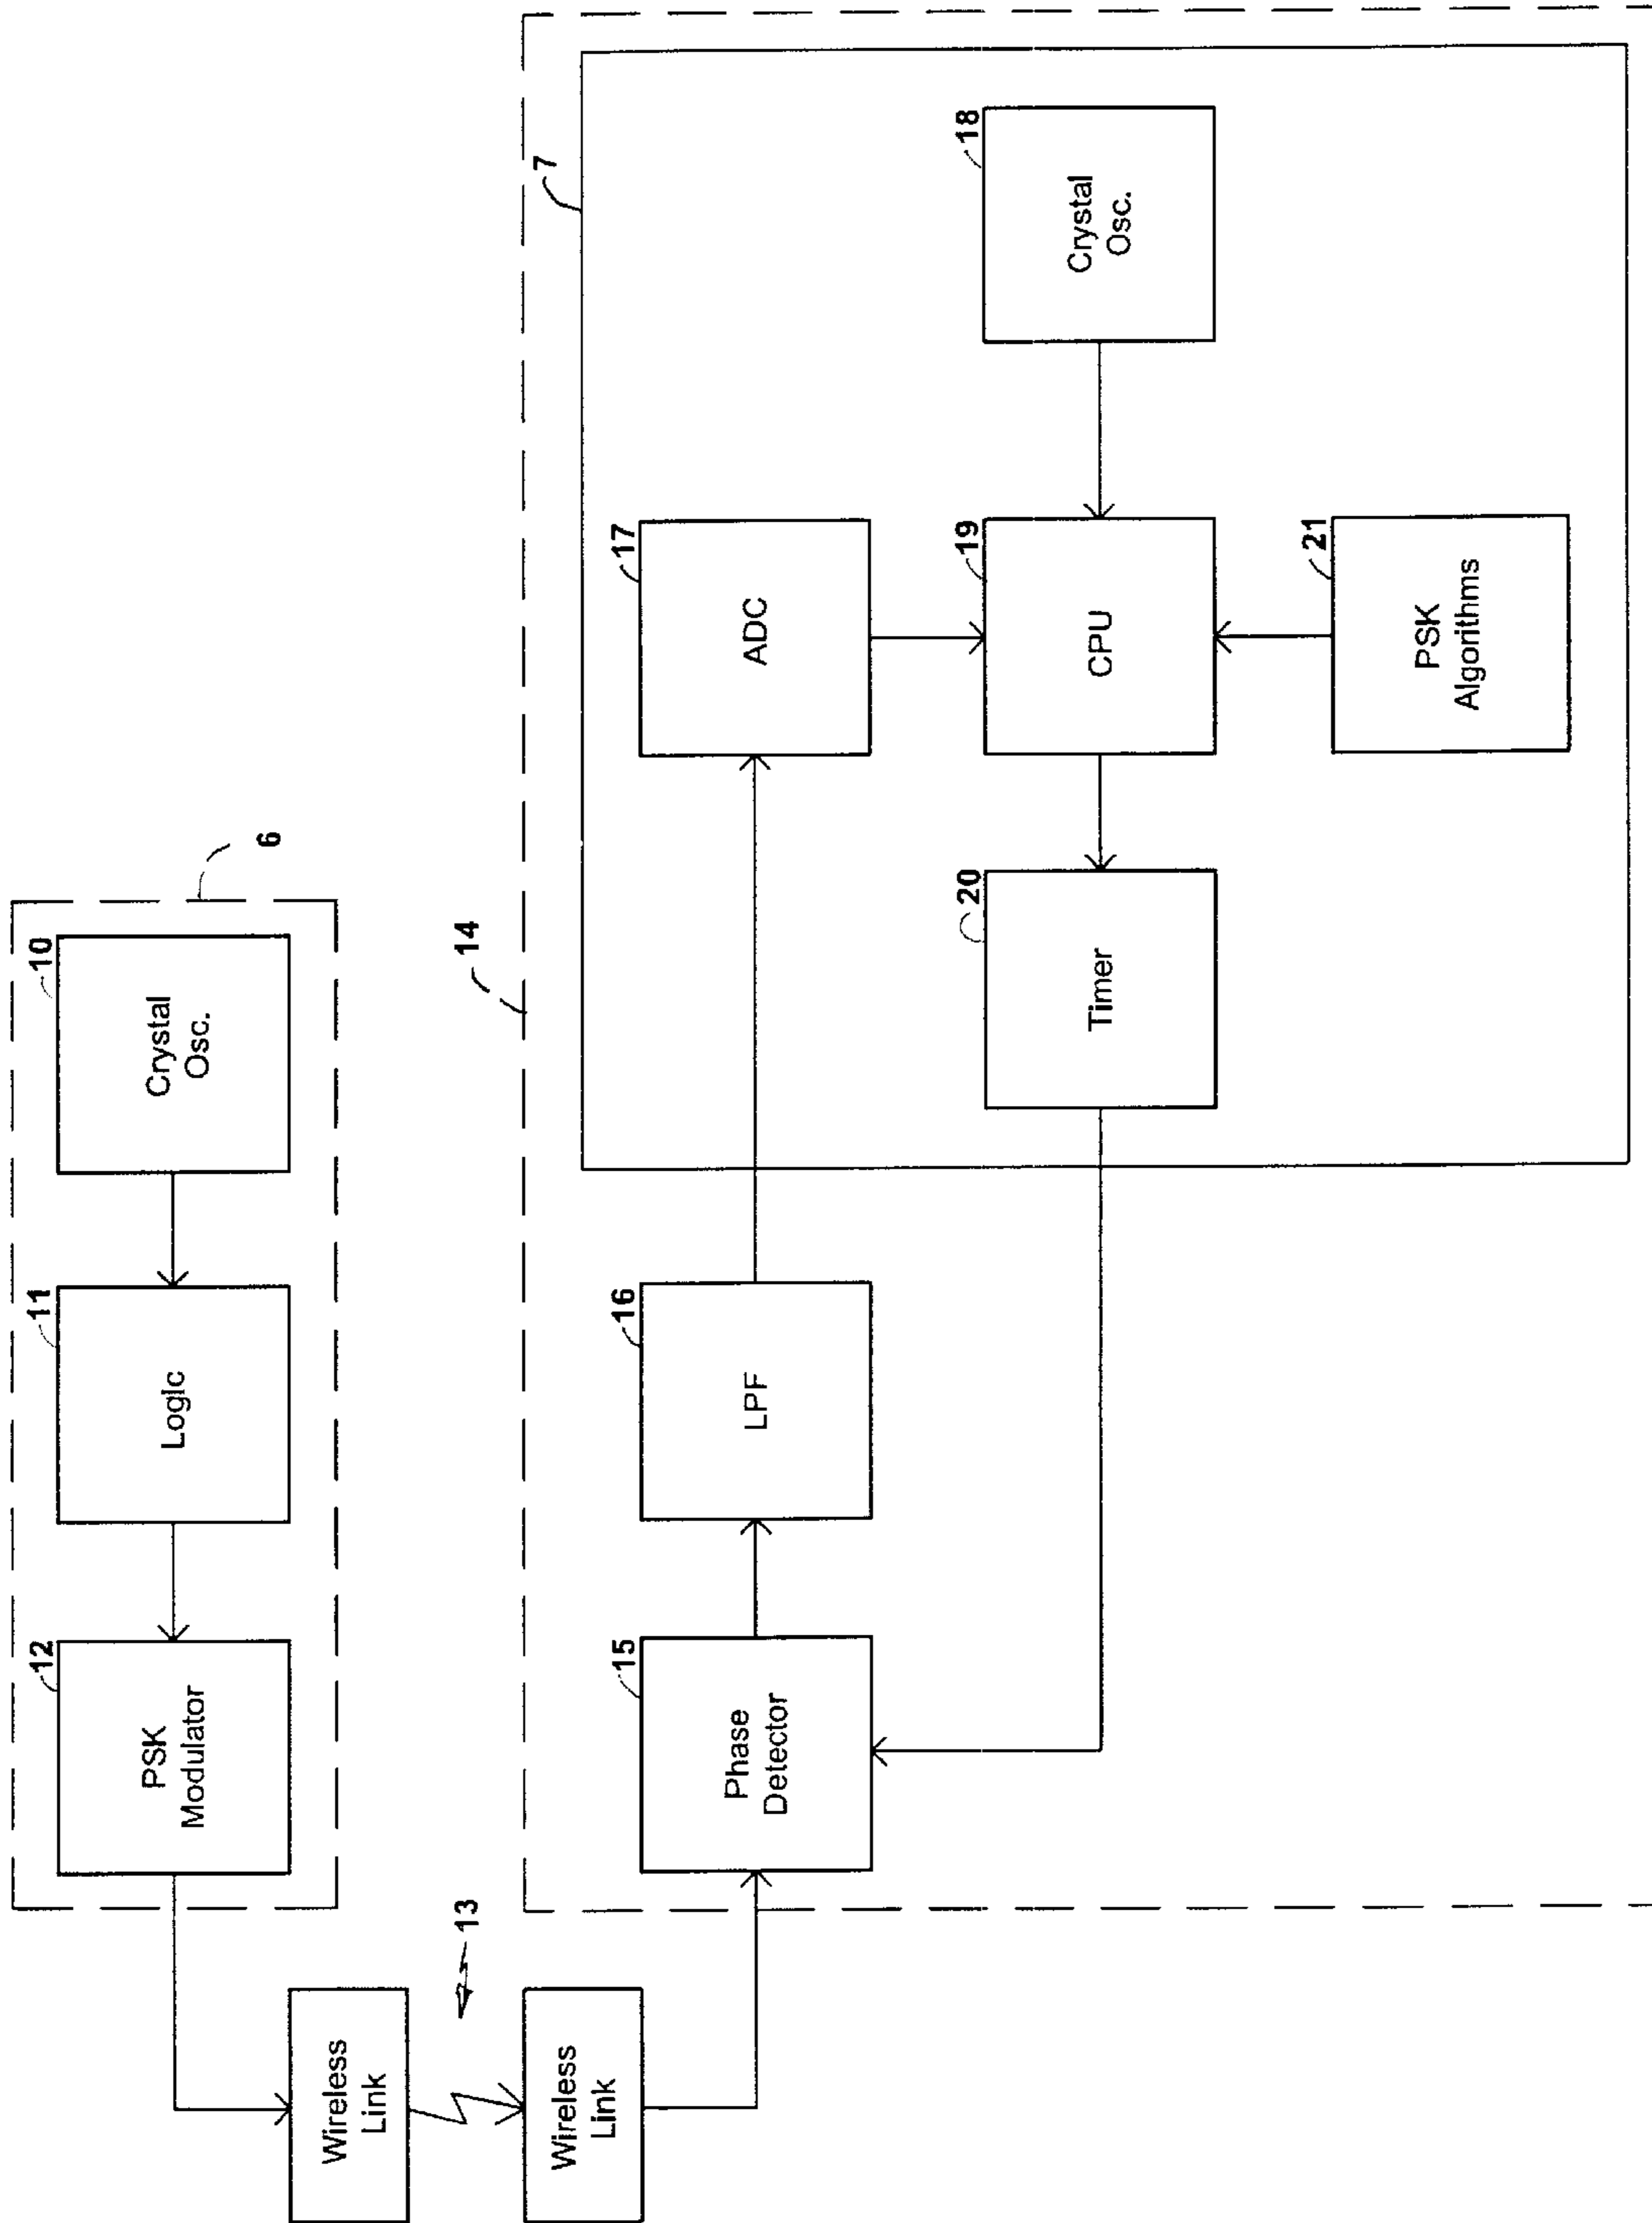 6
10
Crystal
Osc.
11
Logic
12
PSK
Modulator
Wireless
Link
13
Wireless
Link
14
15
Phase
Detector
16
LPF
7
17
ADC
18
Crystal
Osc.
19
CPU
20
Timer
21
PSK
Algorithms